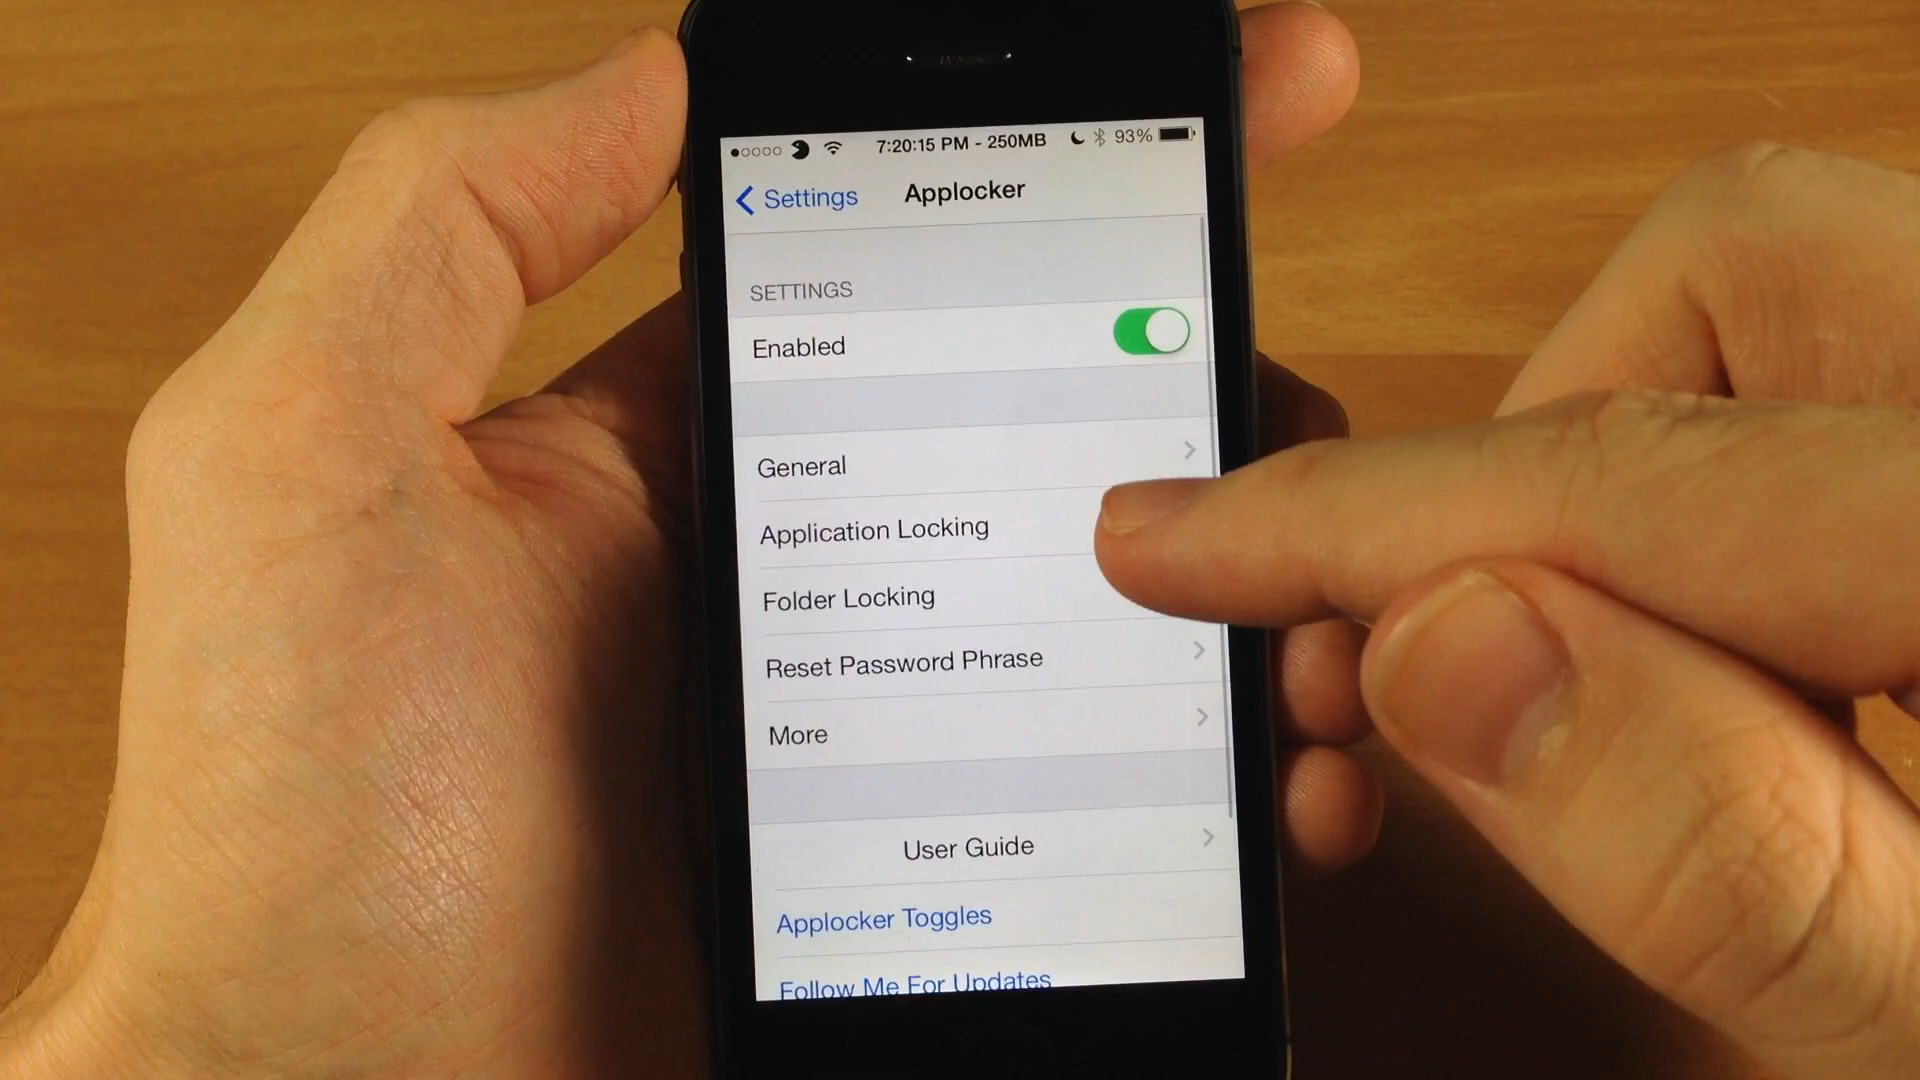 7:20:15 PM - 250MB 93%
Settings Applocker
SETTINGS
Enabled
General
Application Locking
Folder Locking
Reset Password Phrase
More
User Guide
Applocker Toggles
Follow Me For Updates